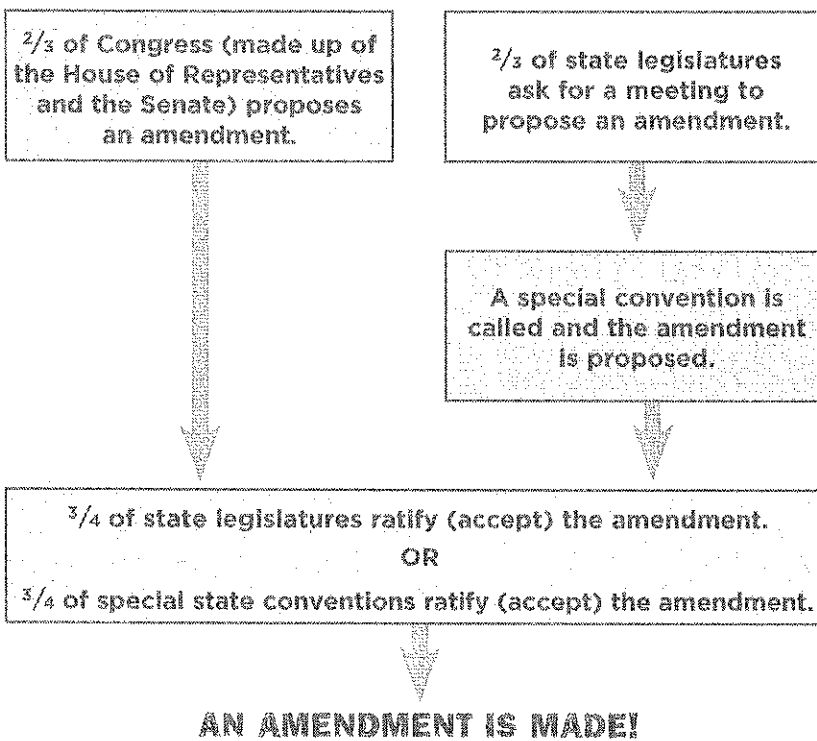 ²/₃ of Congress (made up of
the House of Representatives
and the Senate) proposes
an amendment.
²/₃ of state legislatures
ask for a meeting to
propose an amendment.
A special convention is
called and the amendment
is proposed.
³/₄ of state legislatures ratify (accept) the amendment.
OR
³/₄ of special state conventions ratify (accept) the amendment.
AN AMENDMENT IS MADE!